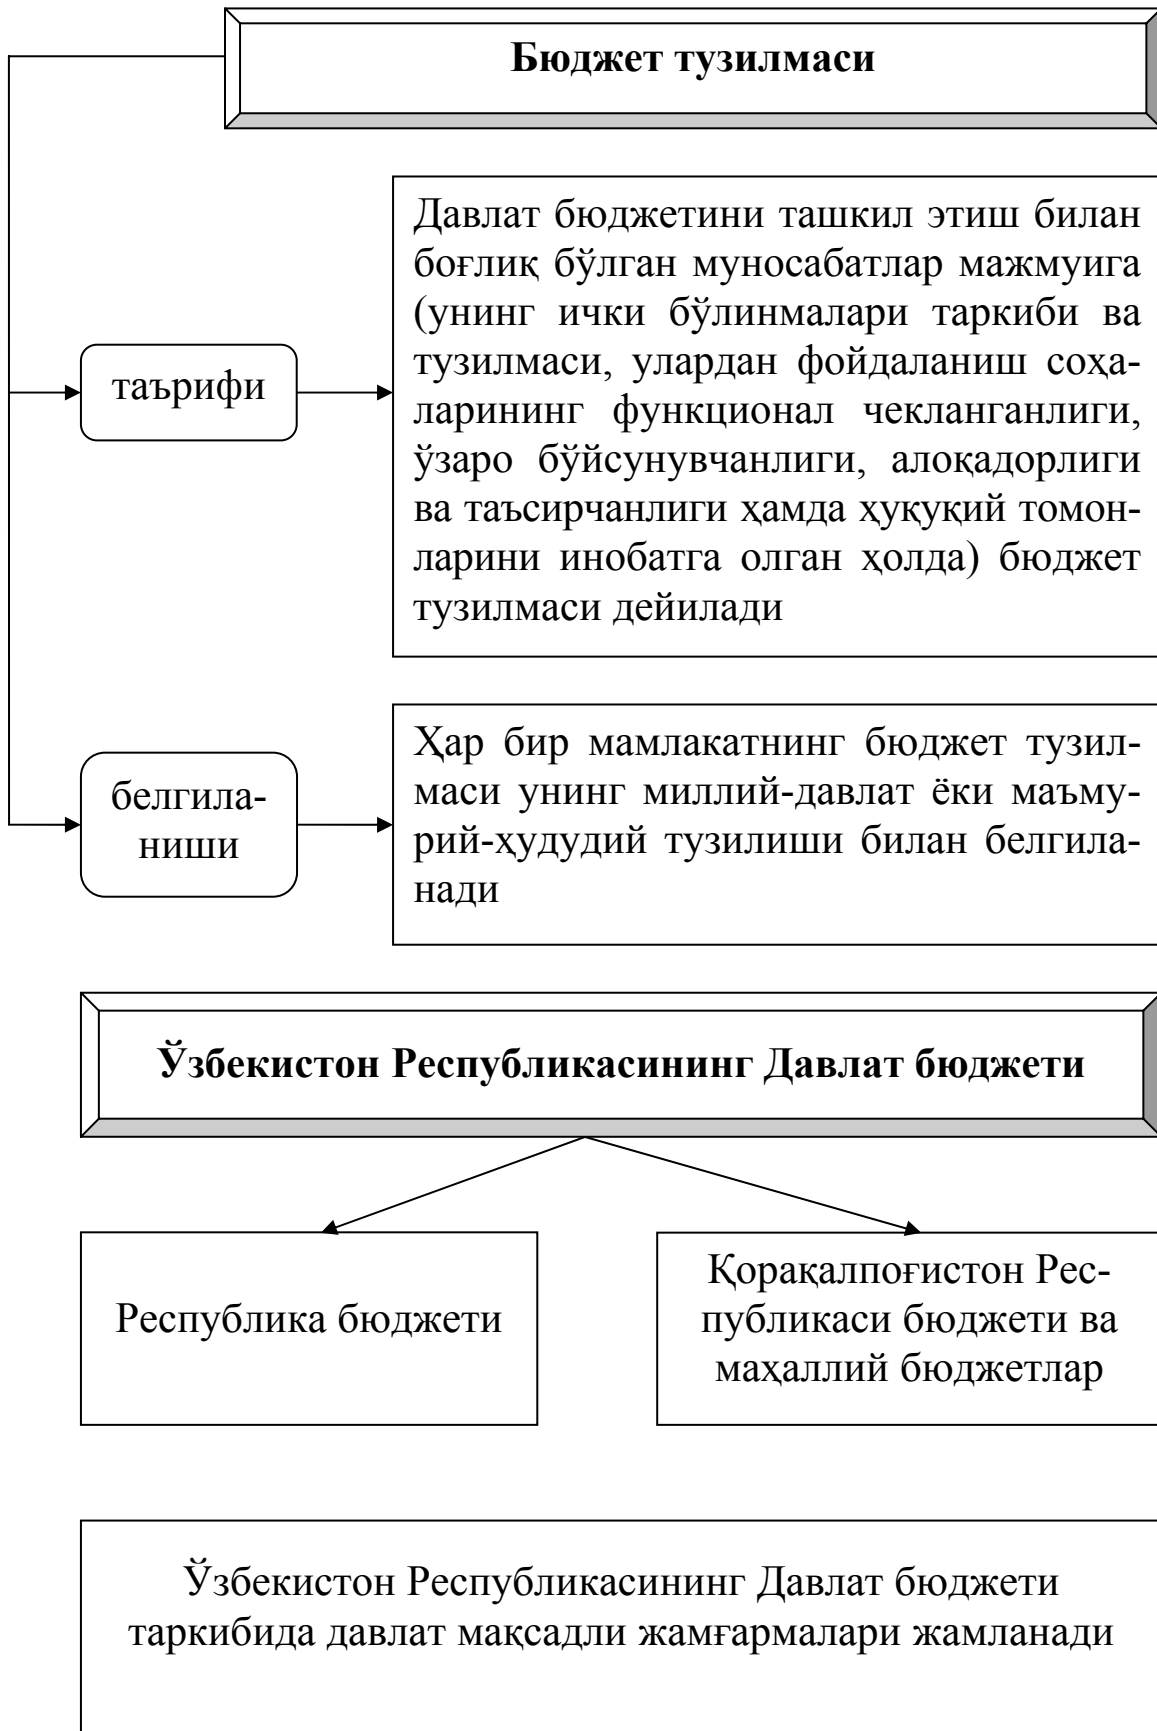 Бюджет тузилмаси
Давлат бюджетини ташкил этиш билан
боғлиқ бўлган муносабатлар мажмуига
(унинг ички бўлинмалари таркиби ва
тузилмаси, улардан фойдаланиш соҳа-
ларининг функционал чекланганлиги,
ўзаро бўйсунувчанлиги, алоқадорлиги
ва таъсирчанлиги ҳамда ҳуқуқий томон-
ларини инобатга олган ҳолда) бюджет
тузилмаси дейилади
таърифи
Ҳар бир мамлакатнинг бюджет тузил-
маси унинг миллий-давлат ёки маъму-
рий-ҳудудий тузилиши билан белгила-
нади
белгила-
ниши
Ўзбекистон Республикасининг Давлат бюджети
Республика бюджети
Қорақалпоғистон Рес-
публикаси бюджети ва
маҳаллий бюджетлар
Ўзбекистон Республикасининг Давлат бюджети
таркибида давлат мақсадли жамғармалари жамланади